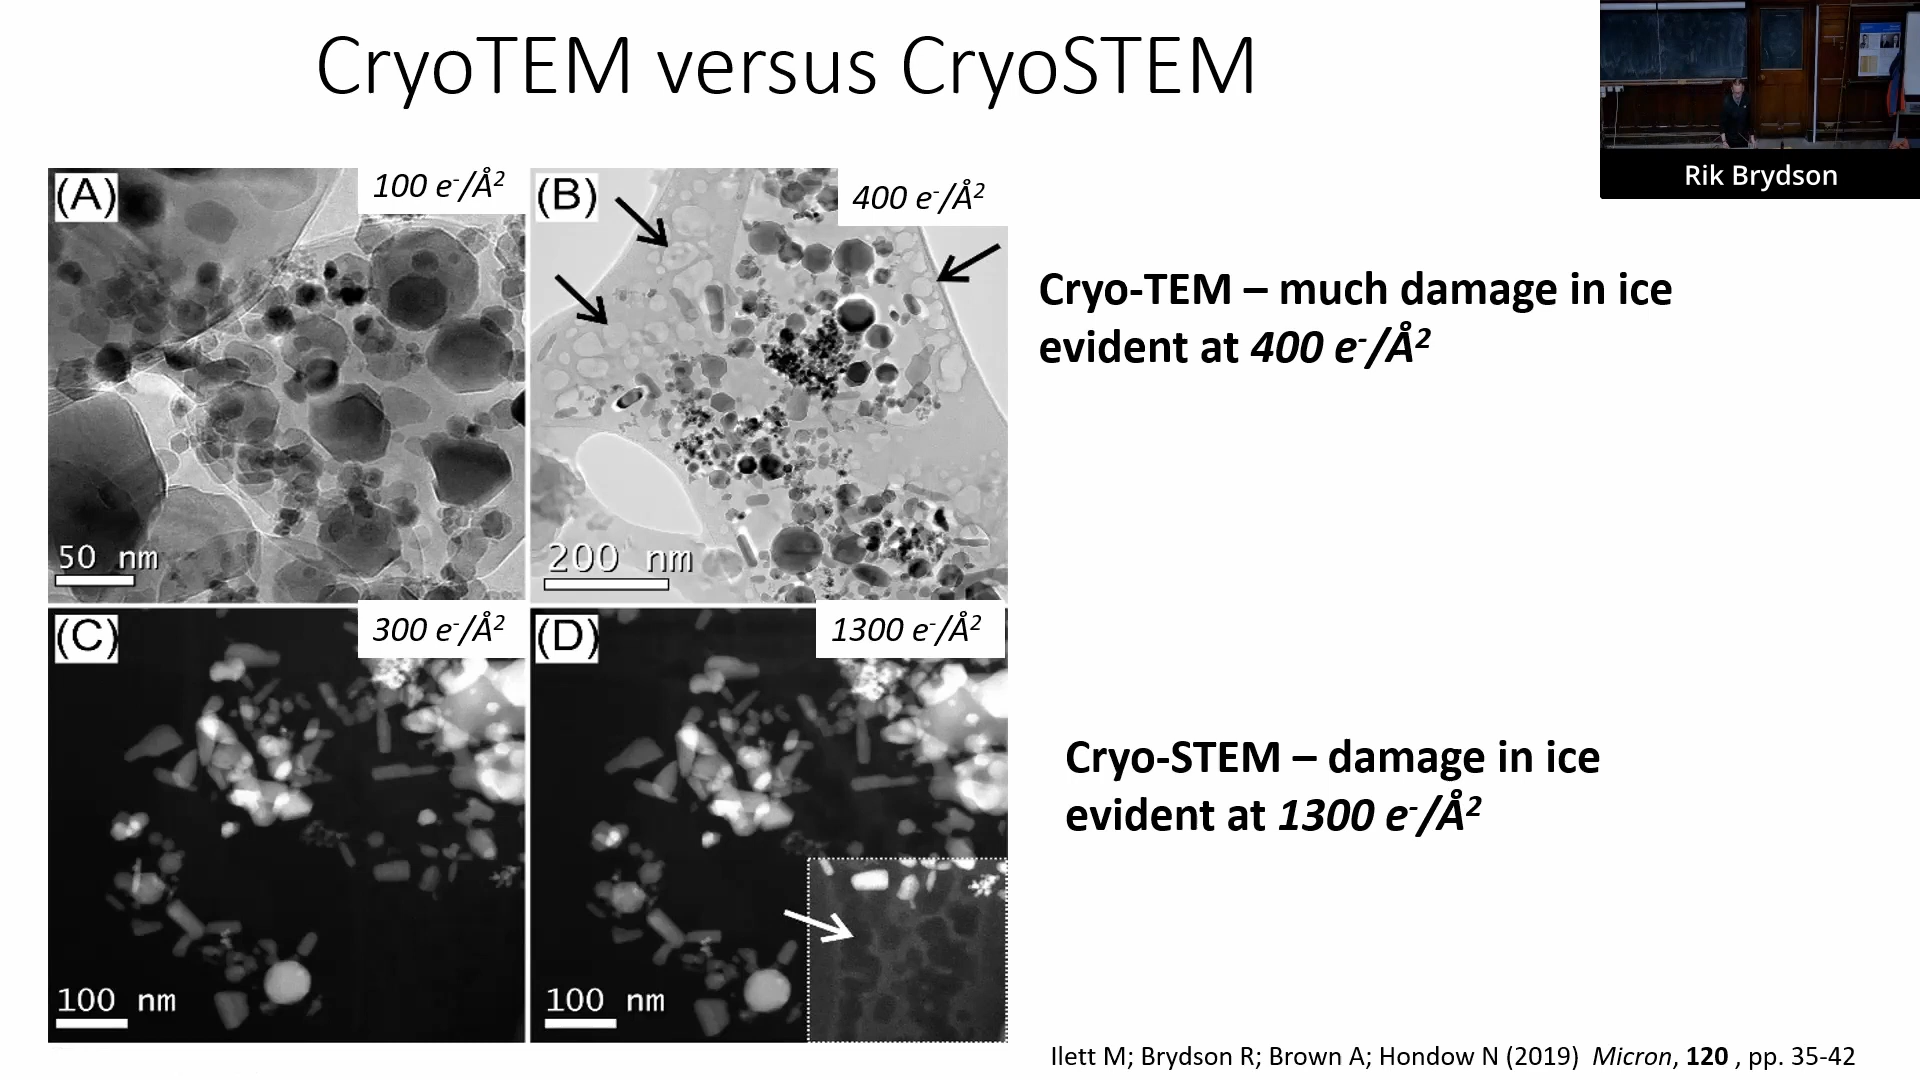 CryoTEM versus CryoSTEM
Rik Brydson
(A)
100 e⁻/Å²
(B)
400 e⁻/Å²
50 nm
200 nm
Cryo-TEM – much damage in ice
evident at 400 e⁻/Å²
(C)
300 e⁻/Å²
(D)
1300 e⁻/Å²
100 nm
100 nm
Cryo-STEM – damage in ice
evident at 1300 e⁻/Å²
Ilett M; Brydson R; Brown A; Hondow N (2019) Micron, 120 , pp. 35-42